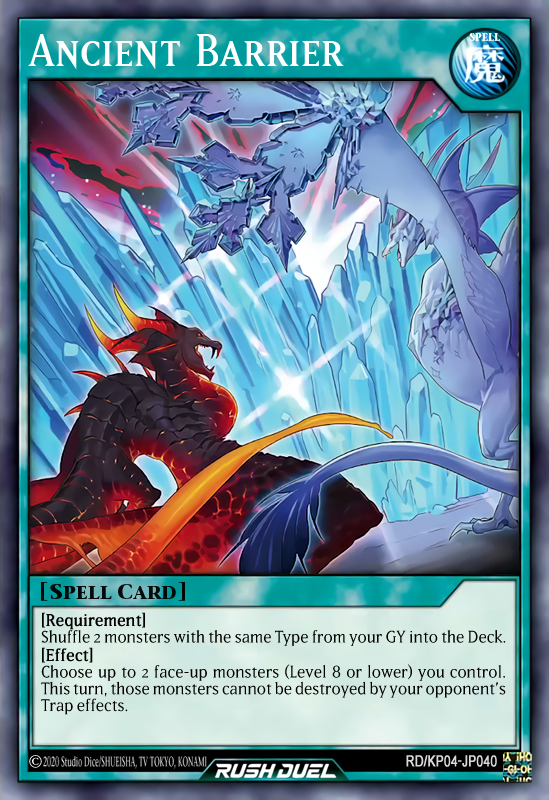 Ancient Barrier
SPELL
魔
[Spell Card]
[Requirement]
Shuffle 2 monsters with the same Type from your GY into the Deck.
[Effect]
Choose up to 2 face-up monsters (Level 8 or lower) you control.
This turn, those monsters cannot be destroyed by your opponent's
Trap effects.
©2020 Studio Dice/SHUEISHA, TV TOKYO, KONAMI
RUSH DUEL
RD/KP04-JP040